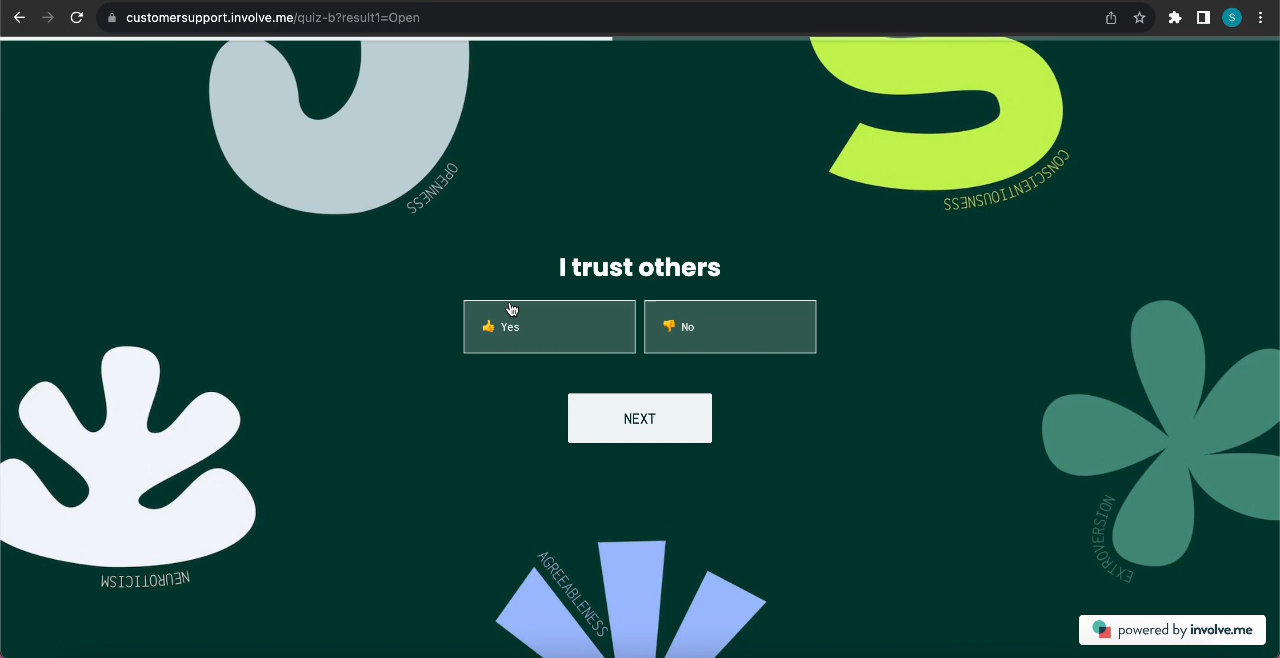 customersupport.involve.me/quiz-b?result1=Open
S
OPENNESS
CONSCIENTIOUSNESS
I trust others
👍 Yes
👎 No
NEXT
NEUROTICISM
AGREEABLENESS
EXTROVERSION
powered by involve.me